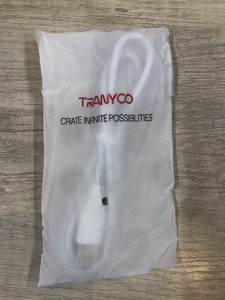 TRANYOO
CRATE INFINITE POSSIBLITIES